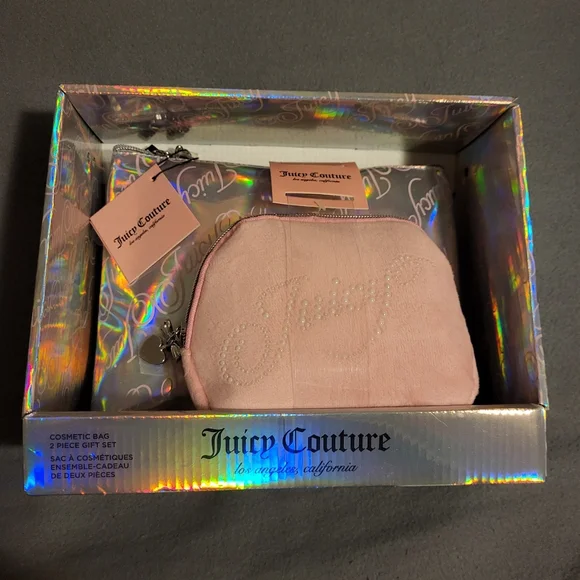 Juicy Couture
los angeles, california
Juicy Couture
los angeles, california
Juicy
COSMETIC BAG
2 PIECE GIFT SET
SAC À COSMÉTIQUES
ENSEMBLE-CADEAU
DE DEUX PIÈCES
Juicy Couture
los angeles, california